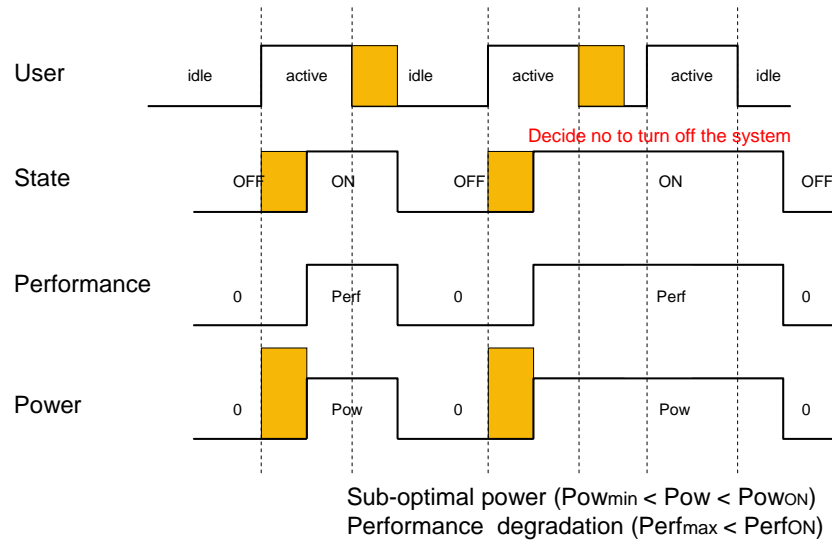 User
idle active idle active active idle
Decide no to turn off the system
State
OFF ON OFF ON OFF
Performance
0 Perf 0 Perf 0
Power
0 Pow 0 Pow 0
Sub-optimal power (Powmin < Pow < PowON)
Performance degradation (Perfmax < PerfON)